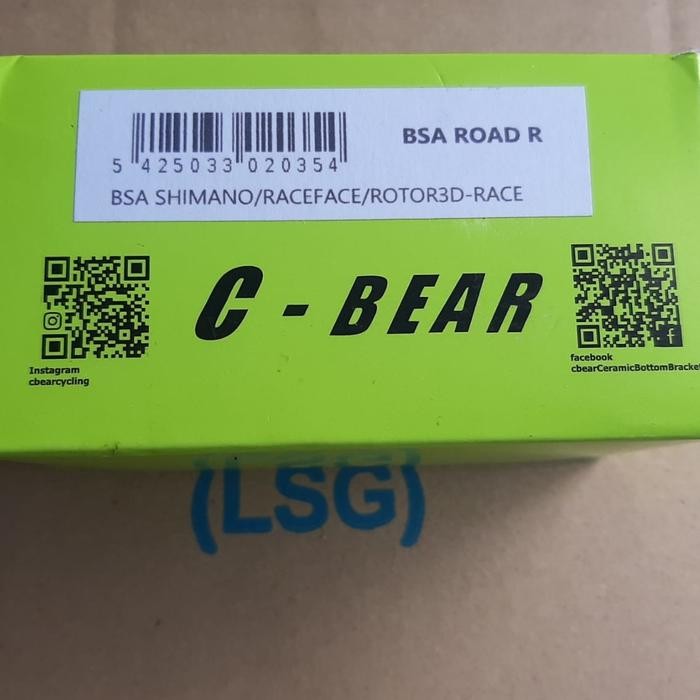 BSA ROAD R
5 425033 020354
BSA SHIMANO/RACEFACE/ROTOR3D-RACE
C - BEAR
Instagram
cbearcycling
facebook
cbearCeramicBottomBracket
(LSG)